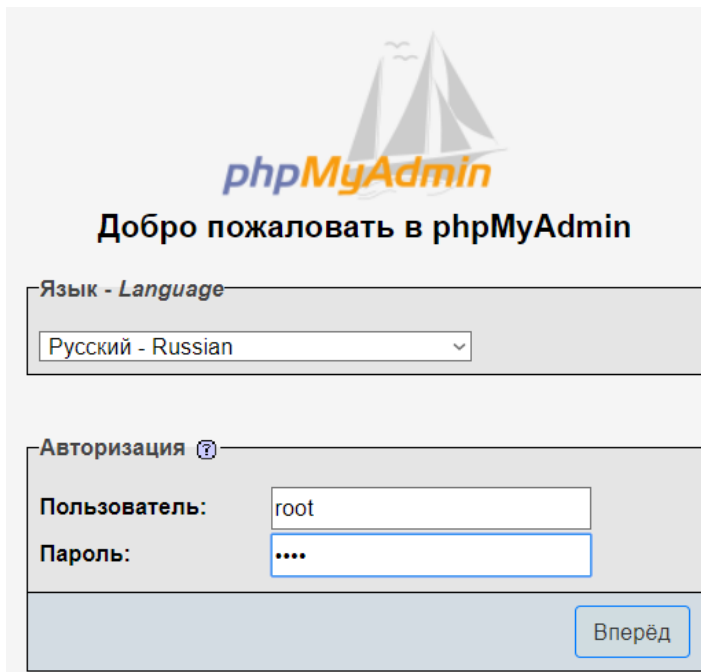 phpMyAdmin
Добро пожаловать в phpMyAdmin
Язык - Language
Русский - Russian
Авторизация ?
Пользователь: root
Пароль: ••••
Вперёд